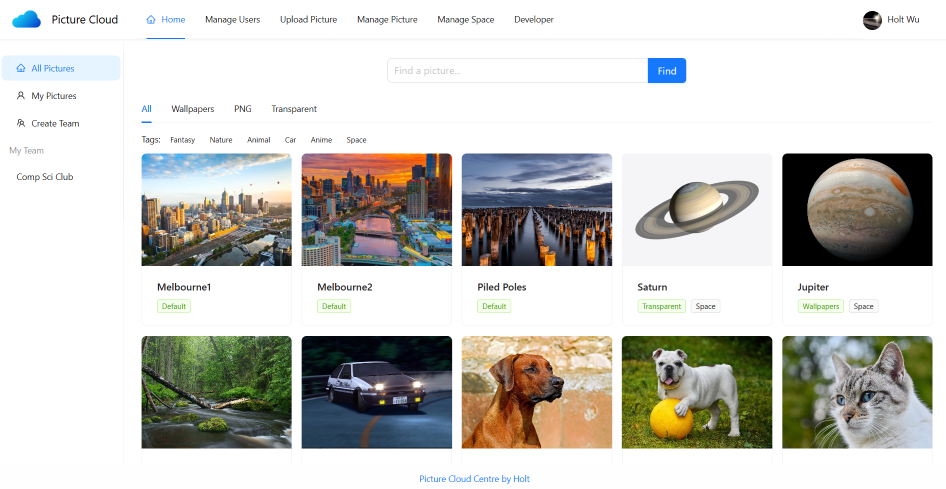 Picture Cloud
Home Manage Users Upload Picture Manage Picture Manage Space Developer
Holt Wu
All Pictures
My Pictures
Create Team
My Team
Comp Sci Club
Find a picture...
Find
All Wallpapers PNG Transparent
Tags: Fantasy Nature Animal Car Anime Space
Melbourne1
Default
Melbourne2
Default
Piled Poles
Default
Saturn
Transparent Space
Jupiter
Wallpapers Space
Picture Cloud Centre by Holt